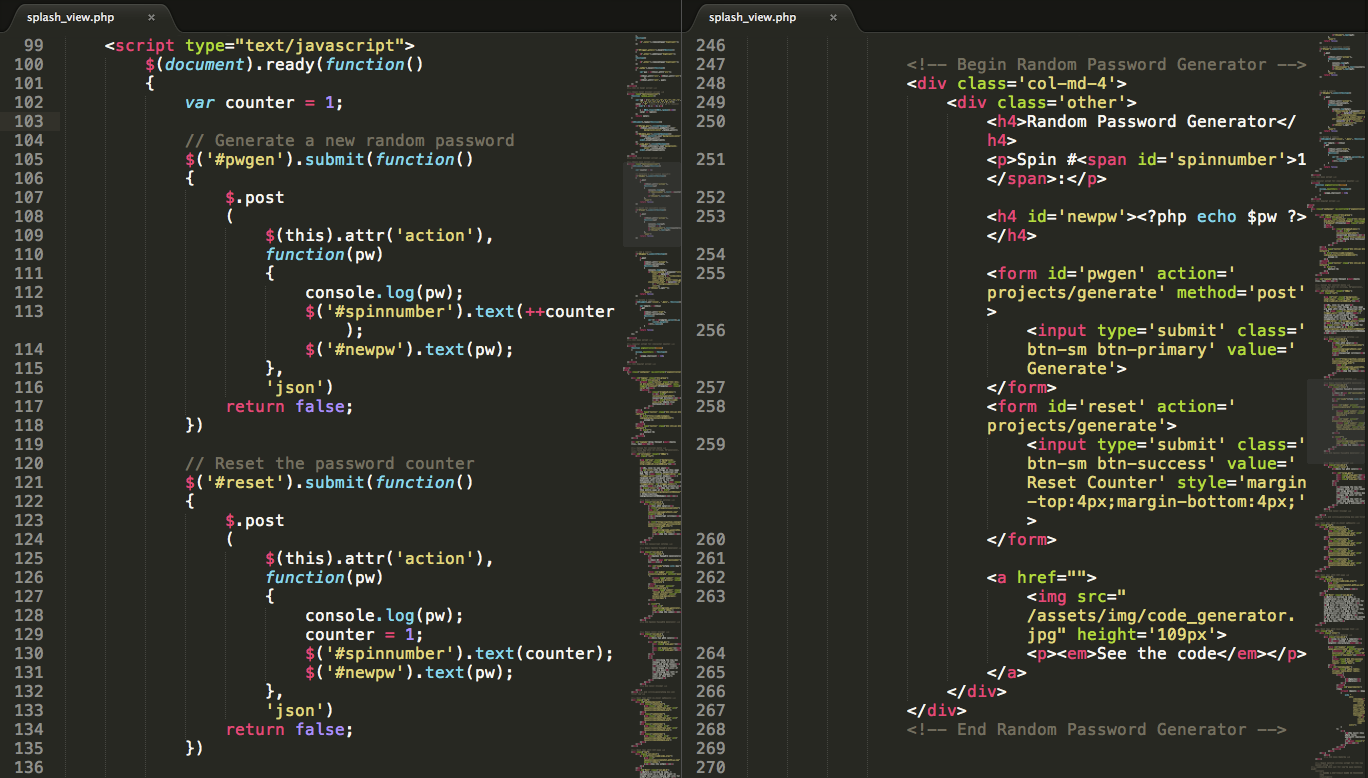 splash_view.php ×
99 <script type="text/javascript">
100 $(document).ready(function()
101 {
102 var counter = 1;
103
104 // Generate a new random password
105 $('#pwgen').submit(function()
106 {
107 $.post
108 (
109 $(this).attr('action'),
110 function(pw)
111 {
112 console.log(pw);
113 $('#spinnumber').text(++counter
);
114 $('#newpw').text(pw);
115 },
116 'json')
117 return false;
118 })
119
120 // Reset the password counter
121 $('#reset').submit(function()
122 {
123 $.post
124 (
125 $(this).attr('action'),
126 function(pw)
127 {
128 console.log(pw);
129 counter = 1;
130 $('#spinnumber').text(counter);
131 $('#newpw').text(pw);
132 },
133 'json')
134 return false;
135 })
136
splash_view.php ×
246
247 <!-- Begin Random Password Generator -->
248 <div class='col-md-4'>
249 <div class='other'>
250 <h4>Random Password Generator</
h4>
251 <p>Spin #<span id='spinnumber'>1
</span>:</p>
252
253 <h4 id='newpw'><?php echo $pw ?>
</h4>
254
255 <form id='pwgen' action='
projects/generate' method='post'
>
256 <input type='submit' class='
btn-sm btn-primary' value='
Generate'>
257 </form>
258 <form id='reset' action='
projects/generate'>
259 <input type='submit' class='
btn-sm btn-success' value='
Reset Counter' style='margin
-top:4px;margin-bottom:4px;'
>
260 </form>
261
262 <a href="">
263 <img src="
/assets/img/code_generator.
jpg" height='109px'>
264 <p><em>See the code</em></p>
265 </a>
266 </div>
267 </div>
268 <!-- End Random Password Generator -->
269
270